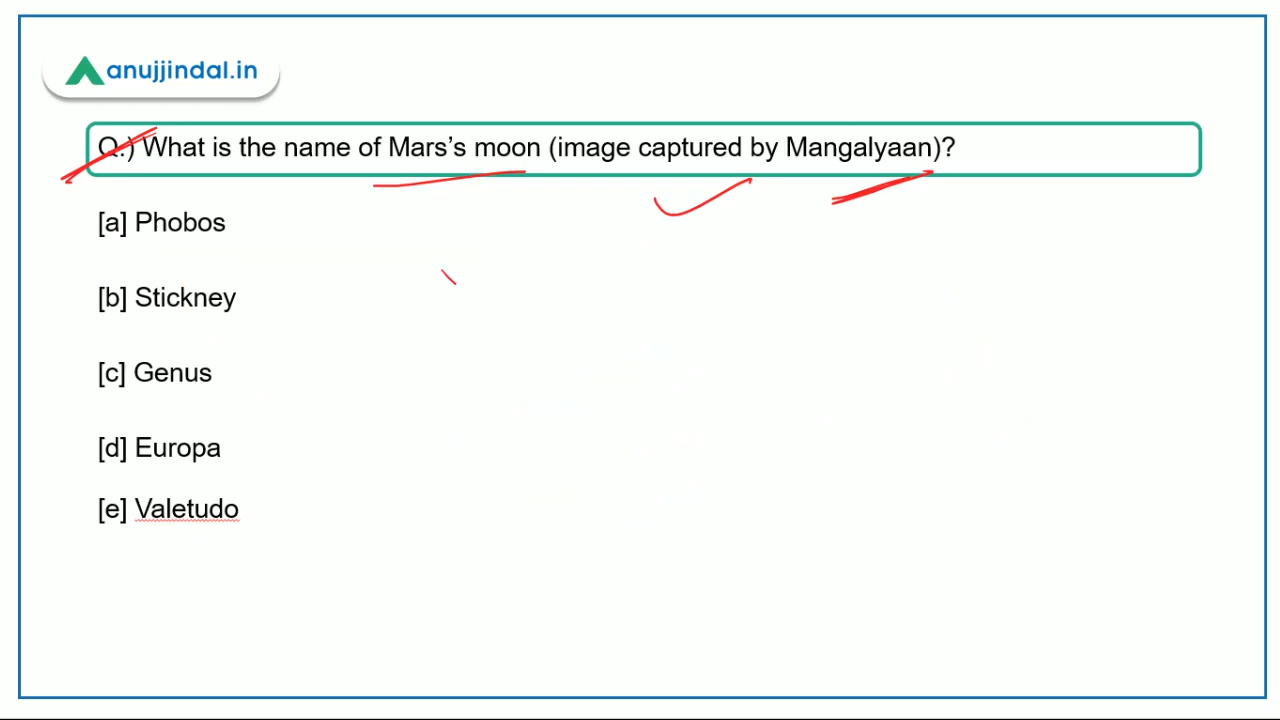 anujjindal.in
Q.) What is the name of Mars’s moon (image captured by Mangalyaan)?
[a] Phobos
[b] Stickney
[c] Genus
[d] Europa
[e] Valetudo